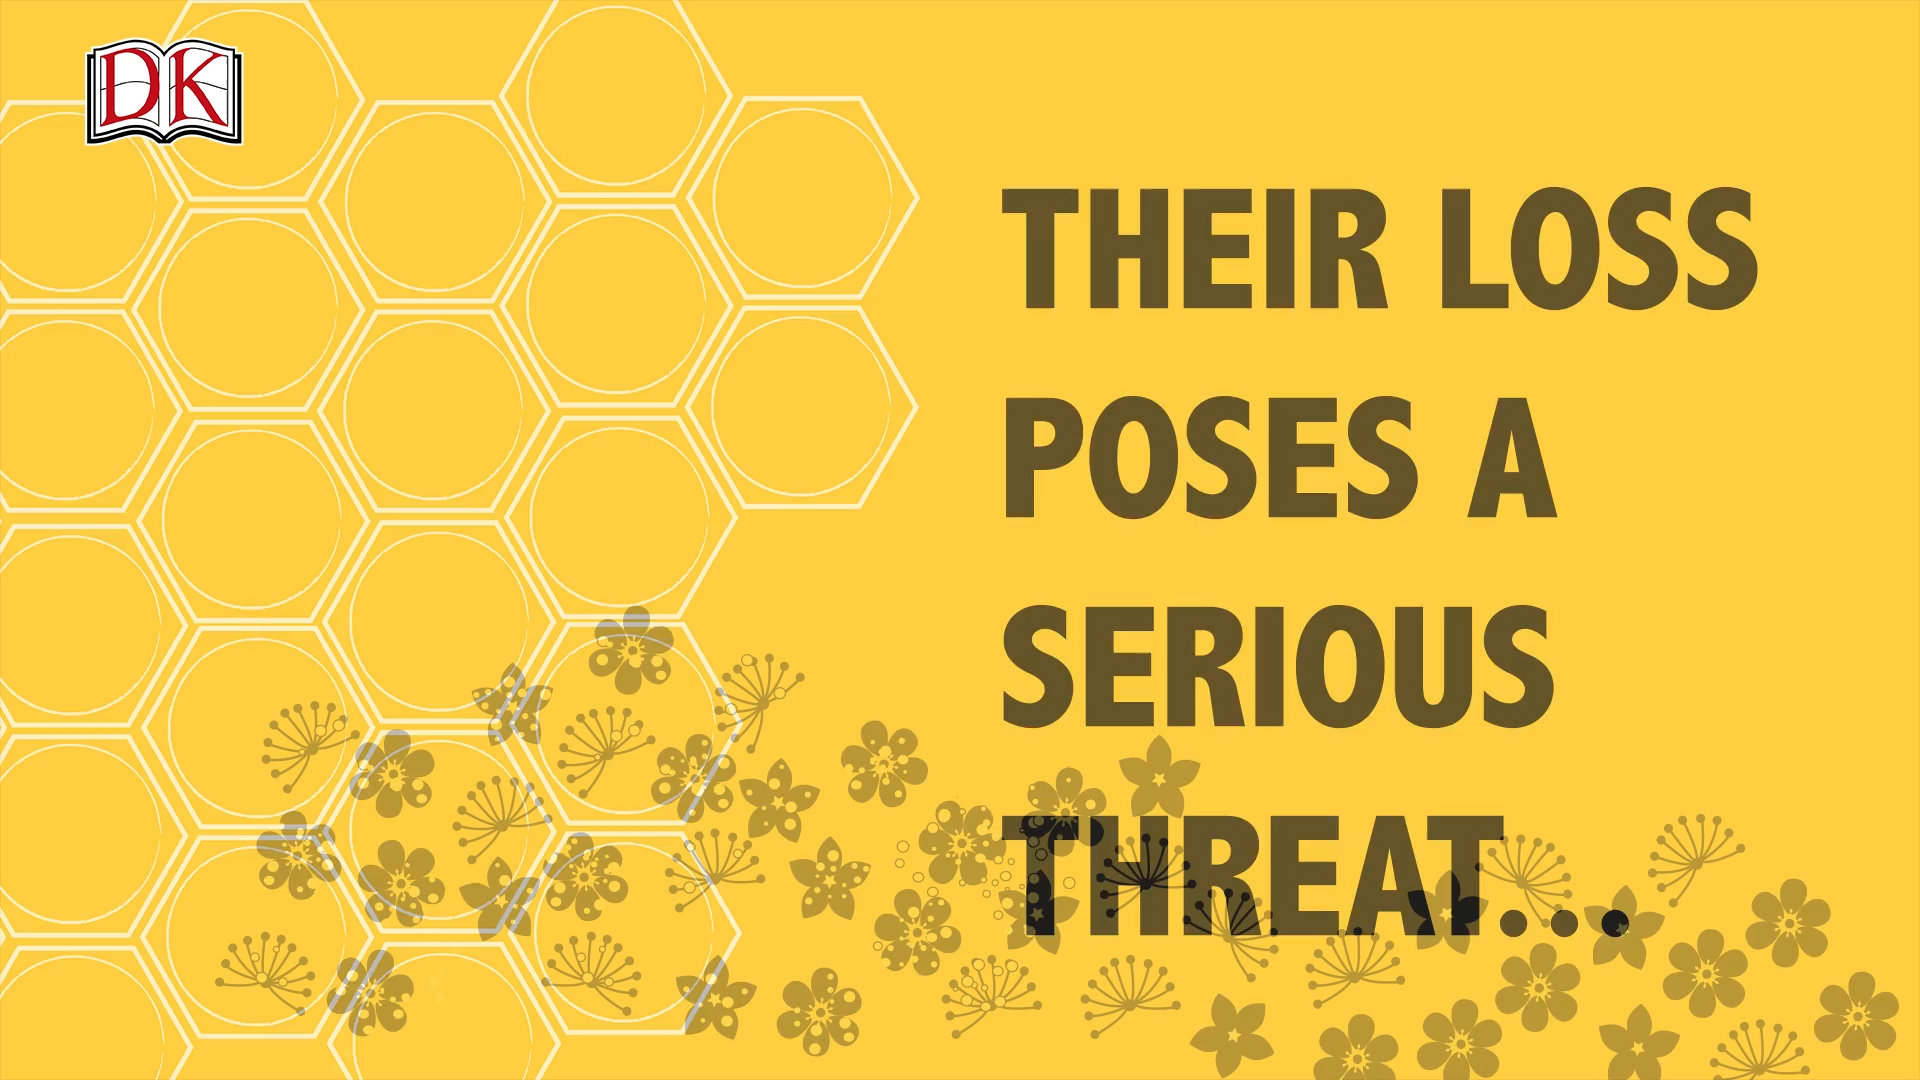 DK
THEIR LOSS
POSES A
SERIOUS
THREAT...